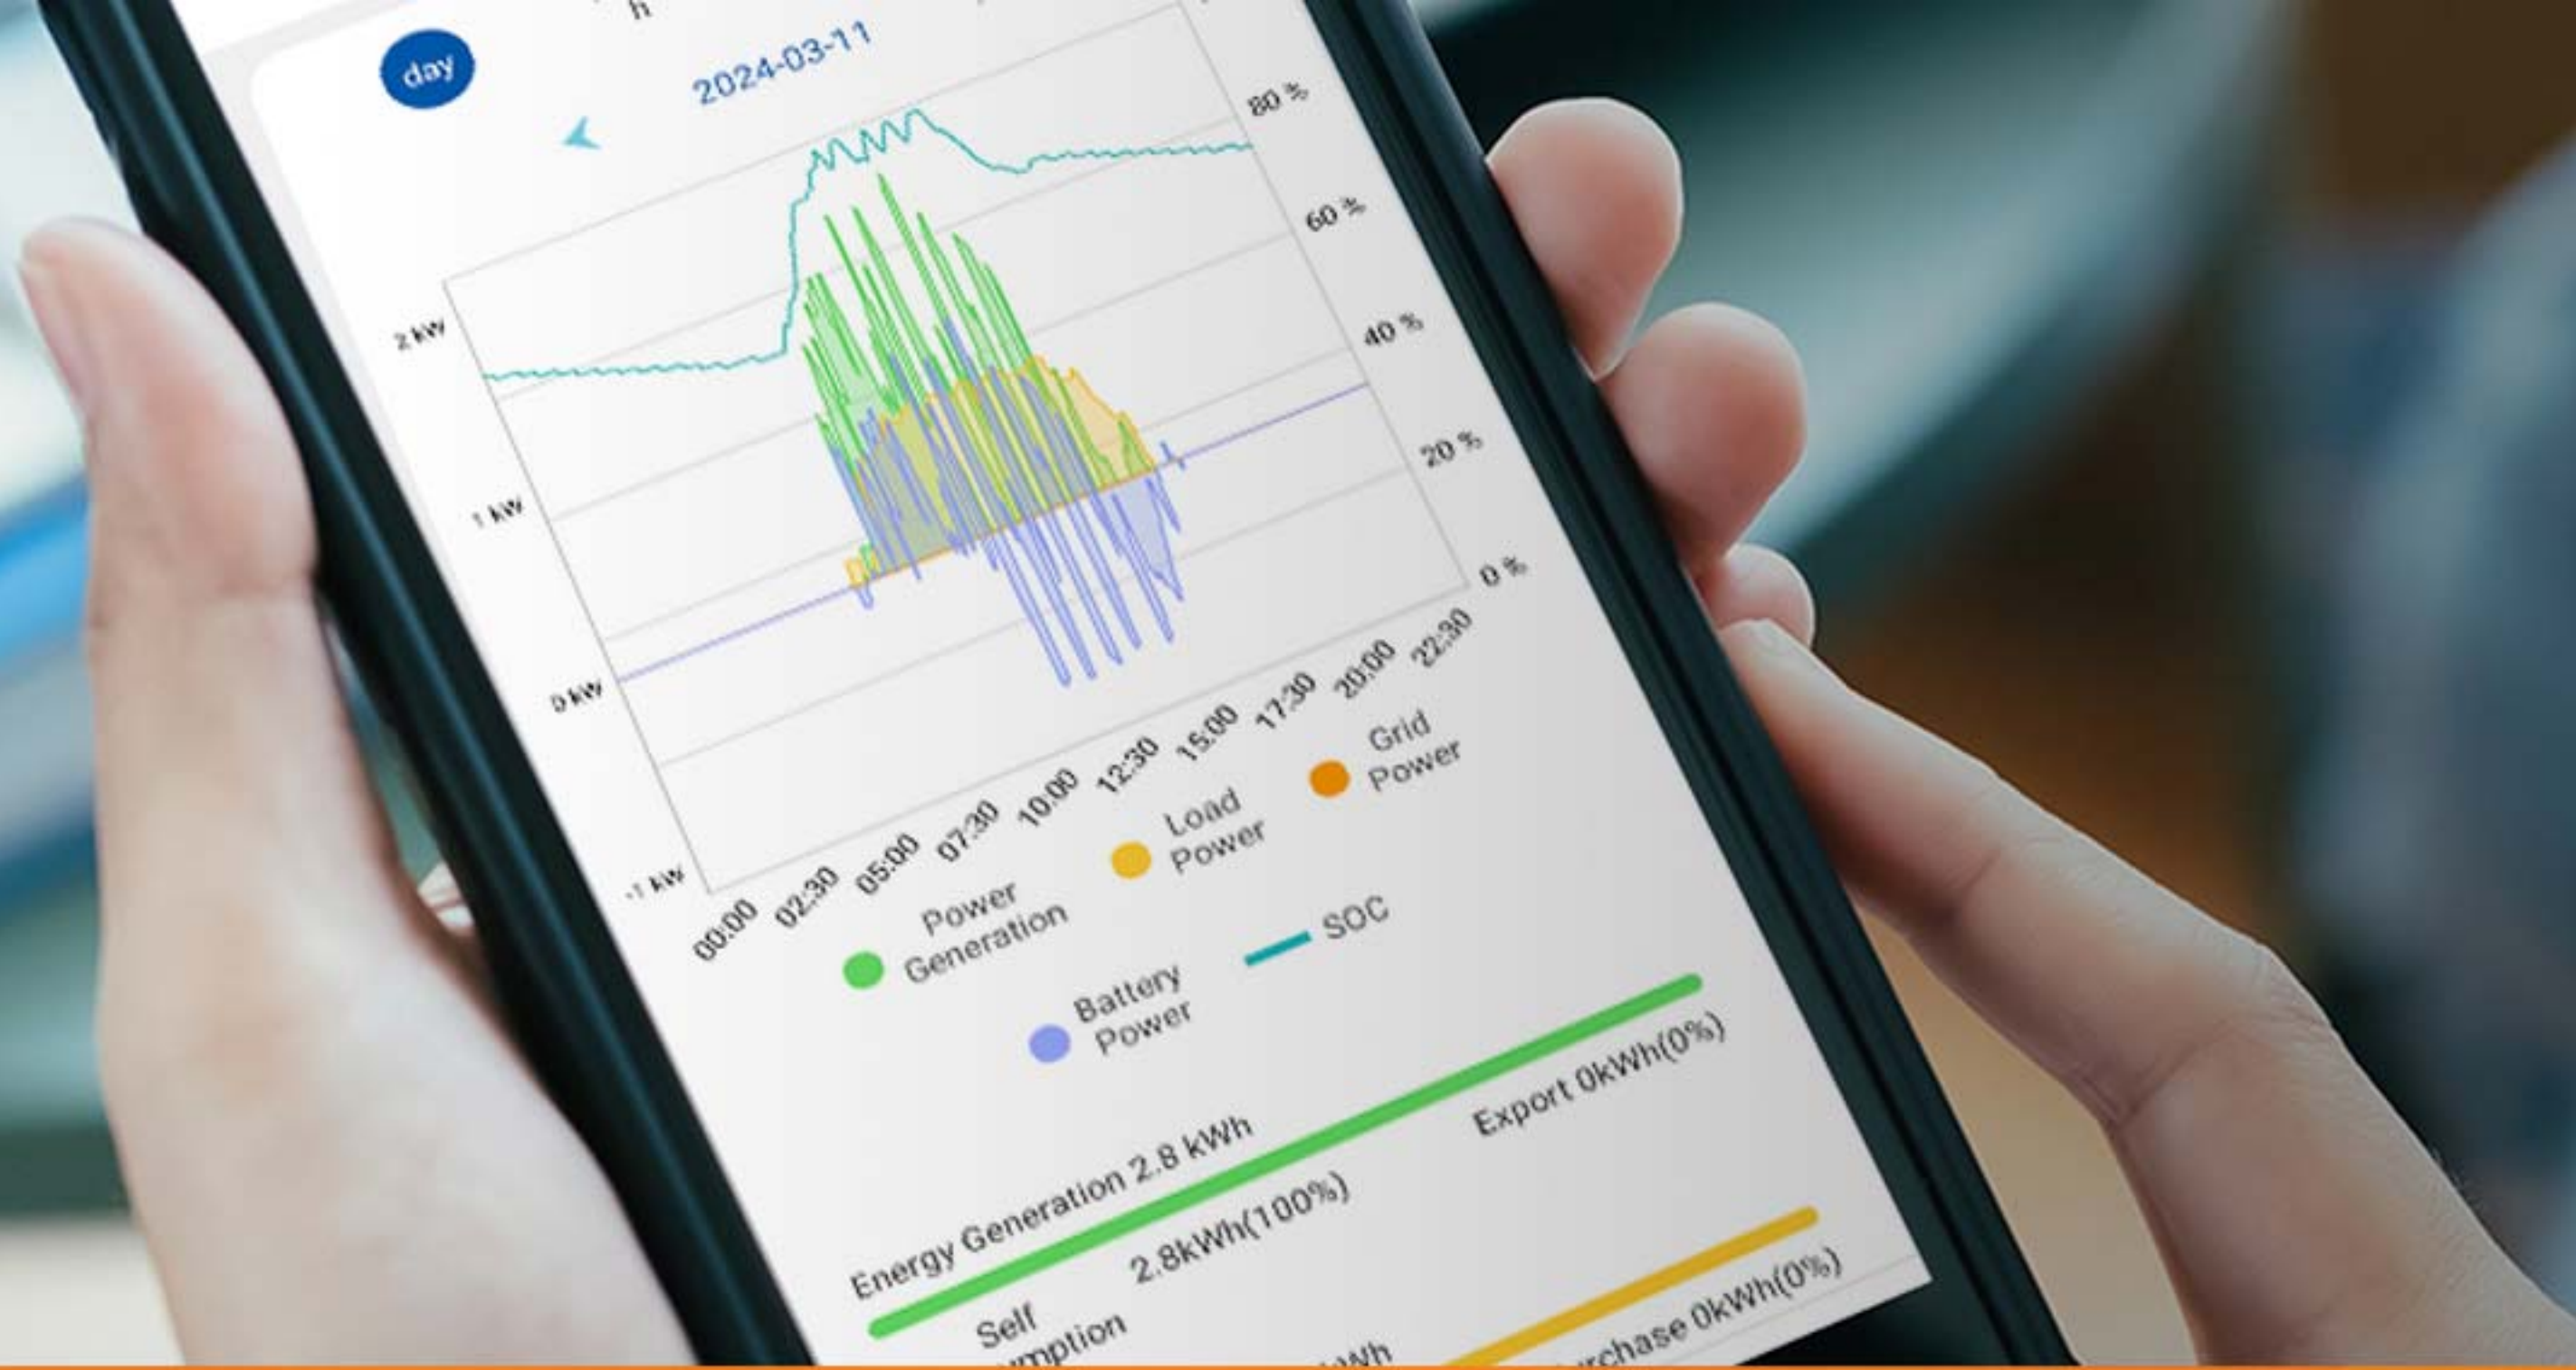 h
day
2024-03-11
80 %
60 %
40 %
20 %
0 %
2 kW
1 kW
0 kW
-1 kW
00:00 02:30 05:00 07:30 10:00 12:30 15:00 17:30 20:00 22:30
Power
Generation
Load
Power
Grid
Power
Battery
Power
SOC
Energy Generation 2.8 kWh
Self
mption
2.8kWh(100%)
Export 0kWh(0%)
Wh
rchase 0kWh(0%)